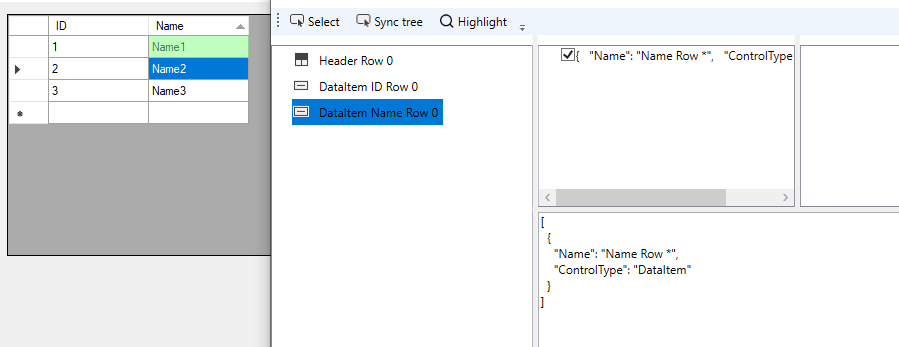 ID Name
1 Name1
2 Name2
3 Name3
Select Sync tree Highlight
Header Row 0
DataItem ID Row 0
DataItem Name Row 0
{ "Name": "Name Row *", "ControlType
[
{
"Name": "Name Row *",
"ControlType": "DataItem"
}
]